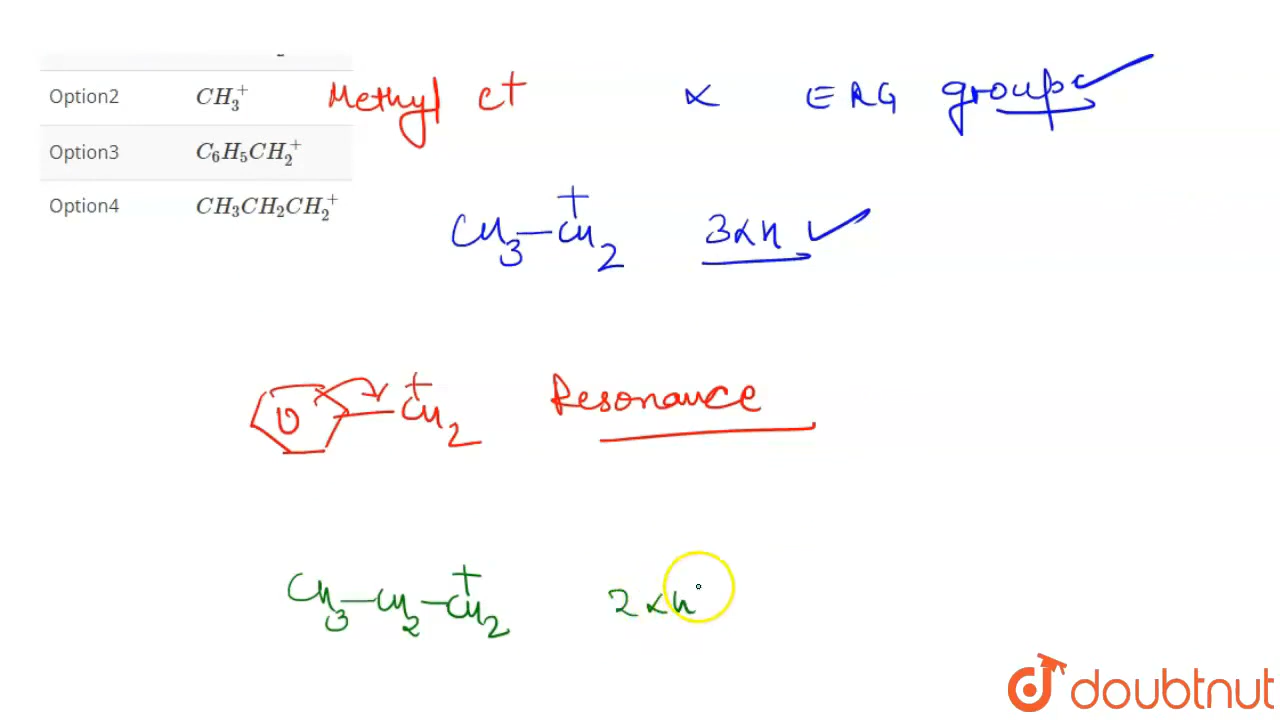 Option2 CH₃⁺ Methyl c+ ∝ ERG groups
Option3 C₆H₅CH₂⁺
Option4 CH₃CH₂CH₂⁺
CH₃—CH₂⁺ 3αH
CH₂⁺ Resonance
CH₃—CH₂—CH₂⁺ 2αH
doubtnut